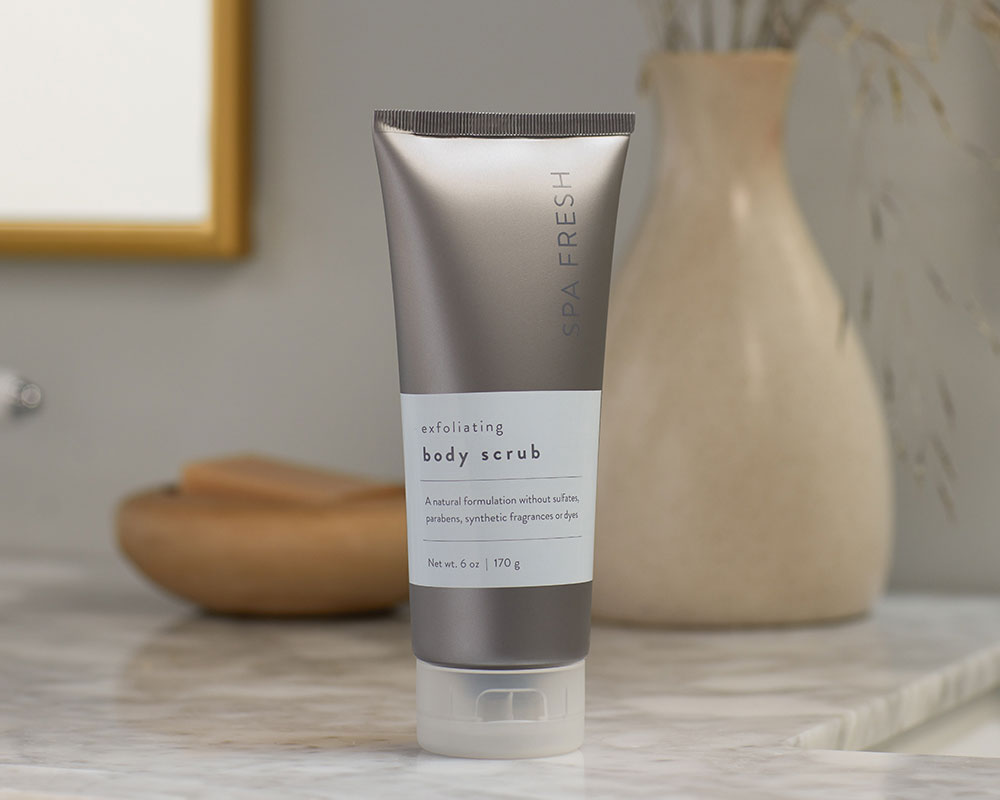 SPA FRESH
exfoliating
body scrub
A natural formulation without sulfates,
parabens, synthetic fragrances or dyes
Net wt. 6 oz | 170 g